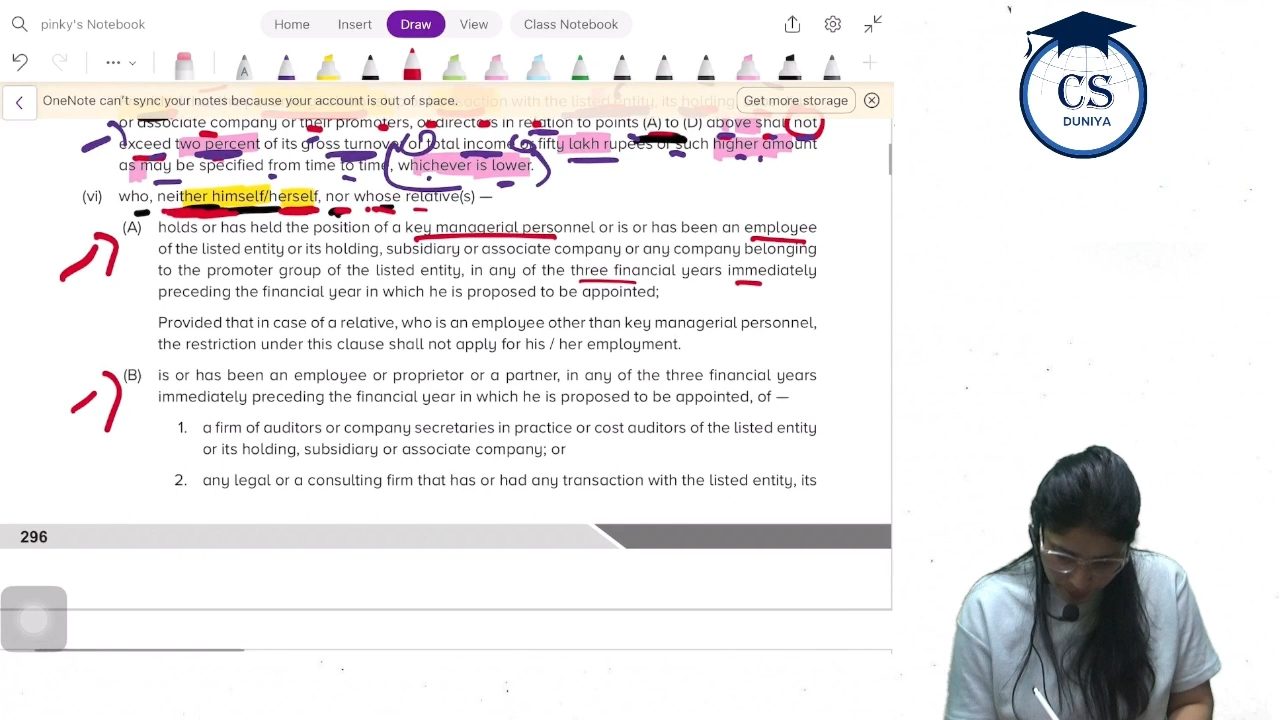 pinky's Notebook
Home Insert Draw View Class Notebook
A
OneNote can't sync your notes because your account is out of space. action with the listed entity, its holding Get more storage
or associate company or their promoters, or directors in relation to points (A) to (D) above shall not
exceed two percent of its gross turnover or total income or fifty lakh rupees or such higher amount
as may be specified from time to time, whichever is lower.
(vi) who, neither himself/herself, nor whose relative(s) —
(A) holds or has held the position of a key managerial personnel or is or has been an employee
of the listed entity or its holding, subsidiary or associate company or any company belonging
to the promoter group of the listed entity, in any of the three financial years immediately
preceding the financial year in which he is proposed to be appointed;
Provided that in case of a relative, who is an employee other than key managerial personnel,
the restriction under this clause shall not apply for his / her employment.
(B) is or has been an employee or proprietor or a partner, in any of the three financial years
immediately preceding the financial year in which he is proposed to be appointed, of —
1. a firm of auditors or company secretaries in practice or cost auditors of the listed entity
or its holding, subsidiary or associate company; or
2. any legal or a consulting firm that has or had any transaction with the listed entity, its
296
CS
DUNIYA